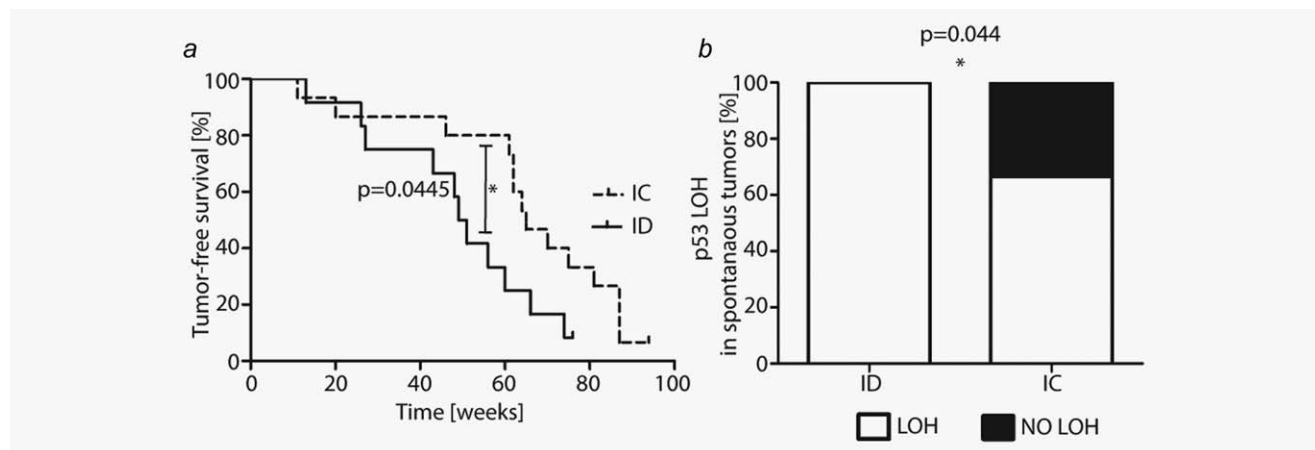 a
Tumor-free survival [%]
100
80
60
40
20
0
p=0.0445
*
IC
ID
0 20 40 60 80 100
Time [weeks]
b
p=0.044
*
p53 LOH
in spontanaous tumors [%]
100
80
60
40
20
0
ID IC
LOH NO LOH